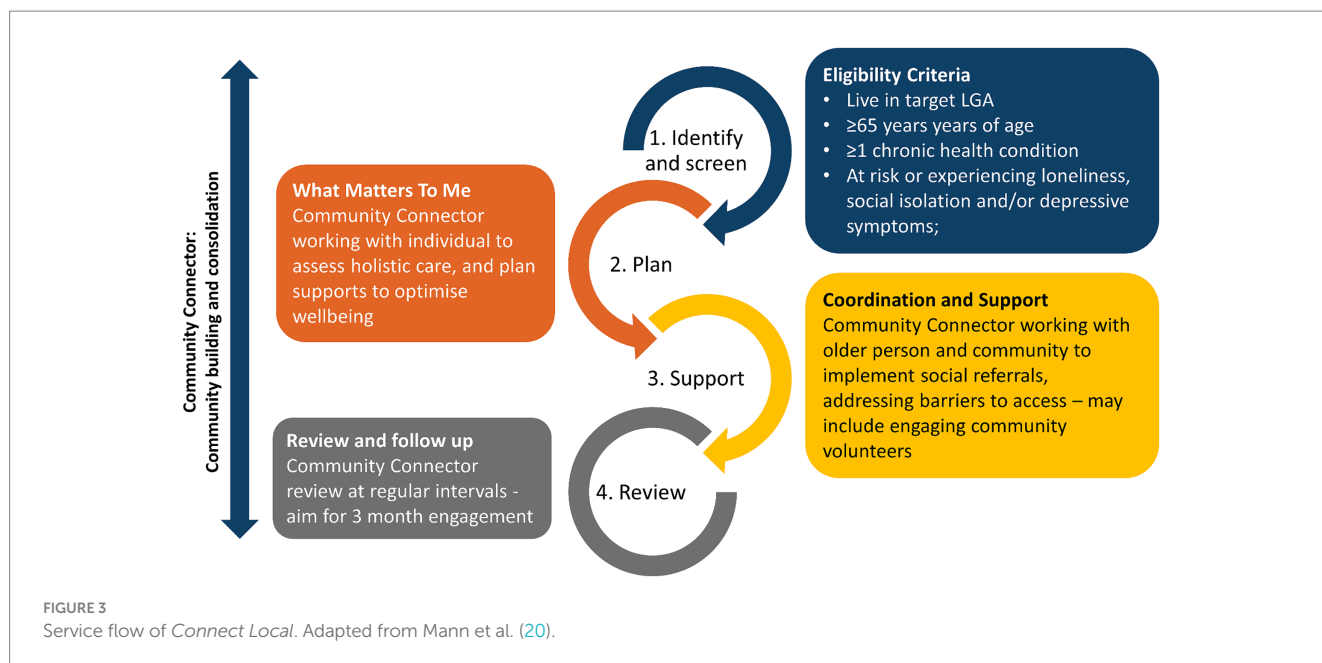 Community Connector:
Community building and consolidation
1. Identify
and screen
Eligibility Criteria
• Live in target LGA
• ≥65 years years of age
• ≥1 chronic health condition
• At risk or experiencing loneliness,
social isolation and/or depressive
symptoms;
What Matters To Me
Community Connector
working with individual to
assess holistic care, and plan
supports to optimise
wellbeing
2. Plan
3. Support
Coordination and Support
Community Connector working with
older person and community to
implement social referrals,
addressing barriers to access – may
include engaging community
volunteers
Review and follow up
Community Connector
review at regular intervals -
aim for 3 month engagement
4. Review
FIGURE 3
Service flow of Connect Local. Adapted from Mann et al. (20).